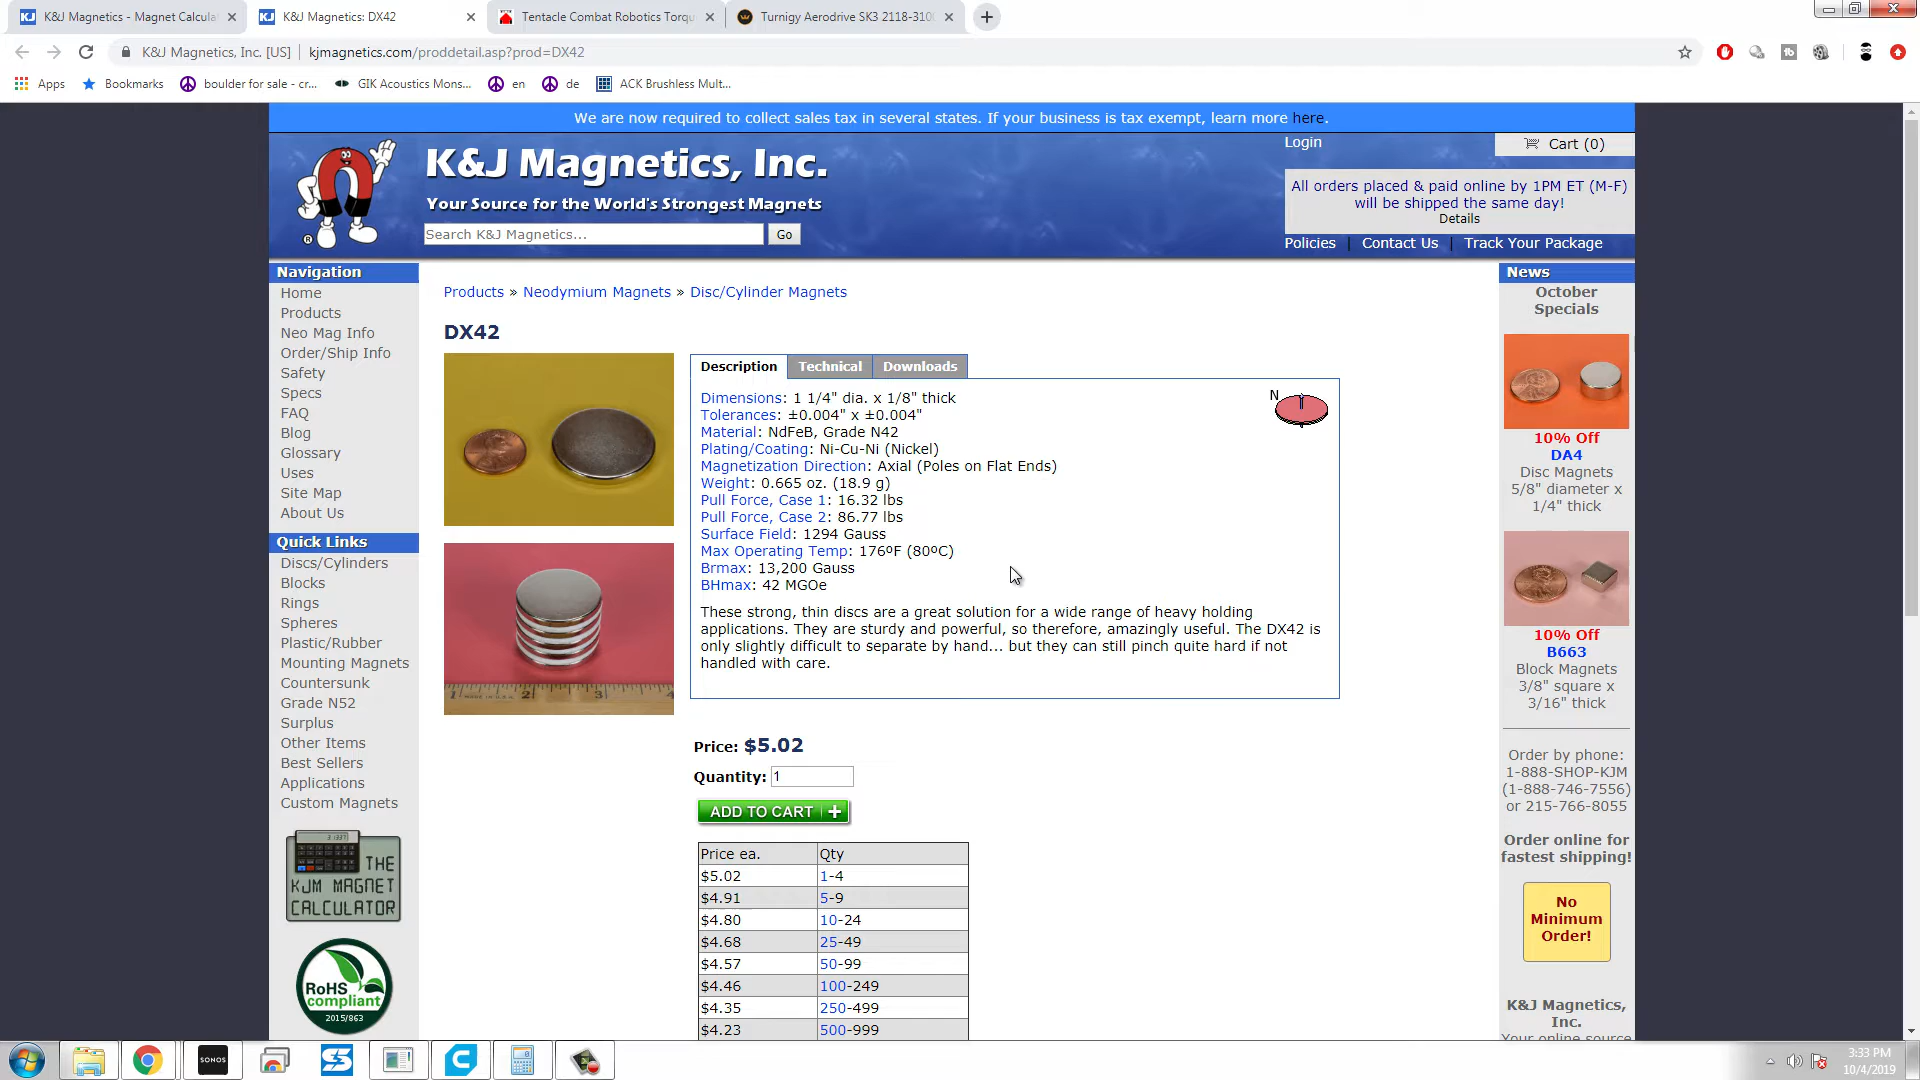 K&J Magnetics - Magnet Calcula
K&J Magnetics: DX42
Tentacle Combat Robotics Torqu
Turnigy Aerodrive SK3 2118-3100
K&J Magnetics, Inc. [US]
kjmagnetics.com/proddetail.asp?prod=DX42
Apps
Bookmarks
boulder for sale - cr...
GIK Acoustics Mons...
en
de
ACK Brushless Mult...
We are now required to collect sales tax in several states. If your business is tax exempt, learn more here.
K&J Magnetics, Inc.
Your Source for the World's Strongest Magnets
Search K&J Magnetics...
Go
Login
Cart (0)
All orders placed & paid online by 1PM ET (M-F)
will be shipped the same day!
Details
Policies | Contact Us | Track Your Package
Navigation
Home
Products
Neo Mag Info
Order/Ship Info
Safety
Specs
FAQ
Blog
Glossary
Uses
Site Map
About Us
Quick Links
Discs/Cylinders
Blocks
Rings
Spheres
Plastic/Rubber
Mounting Magnets
Countersunk
Grade N52
Surplus
Other Items
Best Sellers
Applications
Custom Magnets
THE
KJM MAGNET
CALCULATOR
RoHS
compliant
2015/863
Products » Neodymium Magnets » Disc/Cylinder Magnets
DX42
Description
Technical
Downloads
N
Dimensions: 1 1/4" dia. x 1/8" thick
Tolerances: ±0.004" x ±0.004"
Material: NdFeB, Grade N42
Plating/Coating: Ni-Cu-Ni (Nickel)
Magnetization Direction: Axial (Poles on Flat Ends)
Weight: 0.665 oz. (18.9 g)
Pull Force, Case 1: 16.32 lbs
Pull Force, Case 2: 86.77 lbs
Surface Field: 1294 Gauss
Max Operating Temp: 176ºF (80ºC)
Brmax: 13,200 Gauss
BHmax: 42 MGOe
These strong, thin discs are a great solution for a wide range of heavy holding
applications. They are sturdy and powerful, so therefore, amazingly useful. The DX42 is
only slightly difficult to separate by hand... but they can still pinch quite hard if not
handled with care.
Price: $5.02
Quantity: 1
ADD TO CART +
Price ea. Qty
$5.02 1-4
$4.91 5-9
$4.80 10-24
$4.68 25-49
$4.57 50-99
$4.46 100-249
$4.35 250-499
$4.23 500-999
News
October
Specials
10% Off
DA4
Disc Magnets
5/8" diameter x
1/4" thick
10% Off
B663
Block Magnets
3/8" square x
3/16" thick
Order by phone:
1-888-SHOP-KJM
(1-888-746-7556)
or 215-766-8055
Order online for
fastest shipping!
No
Minimum
Order!
K&J Magnetics,
Inc.
Your online source
SONOS
3:33 PM
10/4/2019